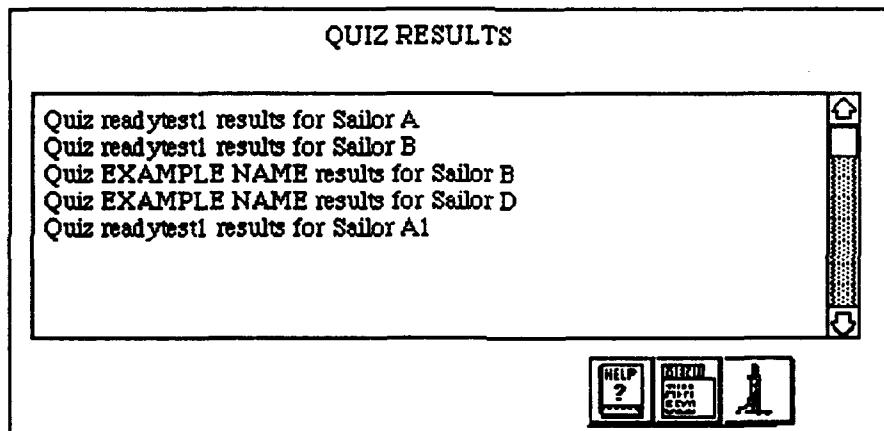 QUIZ RESULTS
Quiz readytest1 results for Sailor A
Quiz readytest1 results for Sailor B
Quiz EXAMPLE NAME results for Sailor B
Quiz EXAMPLE NAME results for Sailor D
Quiz readytest1 results for Sailor A1
HELP
?